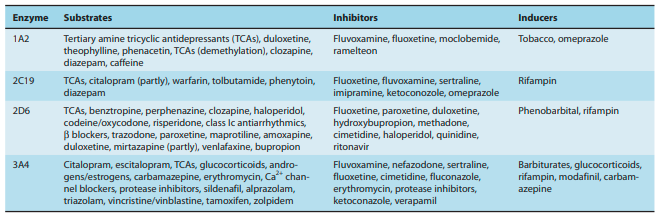 Enzyme Substrates Inhibitors Inducers
1A2 Tertiary amine tricyclic antidepressants (TCAs), duloxetine, Fluvoxamine, fluoxetine, moclobemide, Tobacco, omeprazole
theophylline, phenacetin, TCAs (demethylation), clozapine, ramelteon
diazepam, caffeine
2C19 TCAs, citalopram (partly), warfarin, tolbutamide, phenytoin, Fluoxetine, fluvoxamine, sertraline, Rifampin
diazepam imipramine, ketoconozole, omeprazole
2D6 TCAs, benztropine, perphenazine, clozapine, haloperidol, Fluoxetine, paroxetine, duloxetine, Phenobarbital, rifampin
codeine/oxycodone, risperidone, class Ic antiarrhythmics, hydroxybupropion, methadone,
β blockers, trazodone, paroxetine, maprotiline, amoxapine, cimetidine, haloperidol, quinidine,
duloxetine, mirtazapine (partly), venlafaxine, bupropion ritonavir
3A4 Citalopram, escitalopram, TCAs, glucocorticoids, andro- Fluvoxamine, nefazodone, sertraline, Barbiturates, glucocorticoids,
gens/estrogens, carbamazepine, erythromycin, Ca²⁺ chan- fluoxetine, cimetidine, fluconazole, rifampin, modafinil, carbam-
nel blockers, protease inhibitors, sildenafil, alprazolam, erythromycin, protease inhibitors, azepine
triazolam, vincristine/vinblastine, tamoxifen, zolpidem ketoconazole, verapamil